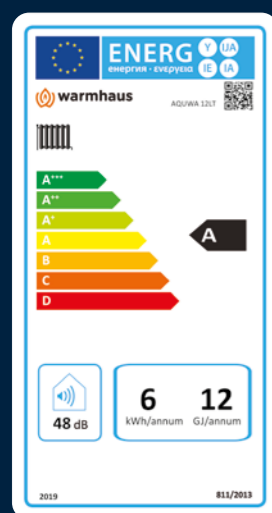 ENERG Y IJA
енергия · ενεργεια IE IA
warmhaus
AQUWA 12LT
A+++
A++
A+
A
A
B
C
D
48 dB
6 12
kWh/annum GJ/annum
2019 811/2013